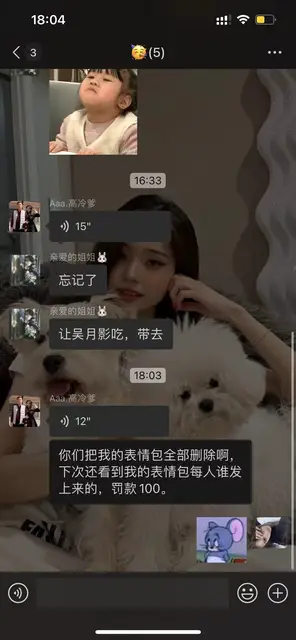 18:04
3
🥳(5)
16:33
Aaa.高冷爹
15"
亲爱的姐姐🐰
忘记了
亲爱的姐姐🐰
让吴月影吃，带去
18:03
Aaa.高冷爹
12"
你们把我的表情包全部删除啊，
下次还看到我的表情包每人谁发
上来的，罚款 100。